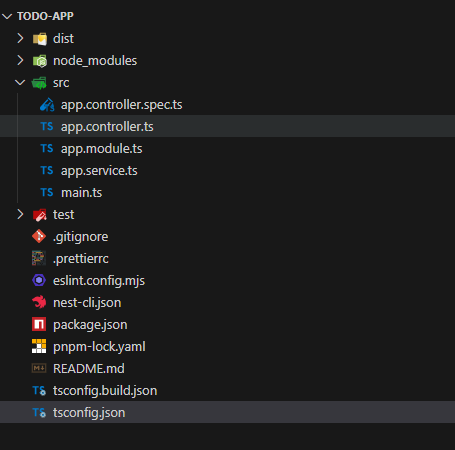 TODO-APP
dist
node_modules
src
app.controller.spec.ts
TS app.controller.ts
TS app.module.ts
TS app.service.ts
TS main.ts
test
.gitignore
.prettierrc
eslint.config.mjs
nest-cli.json
package.json
pnpm-lock.yaml
M README.md
TS tsconfig.build.json
TS tsconfig.json